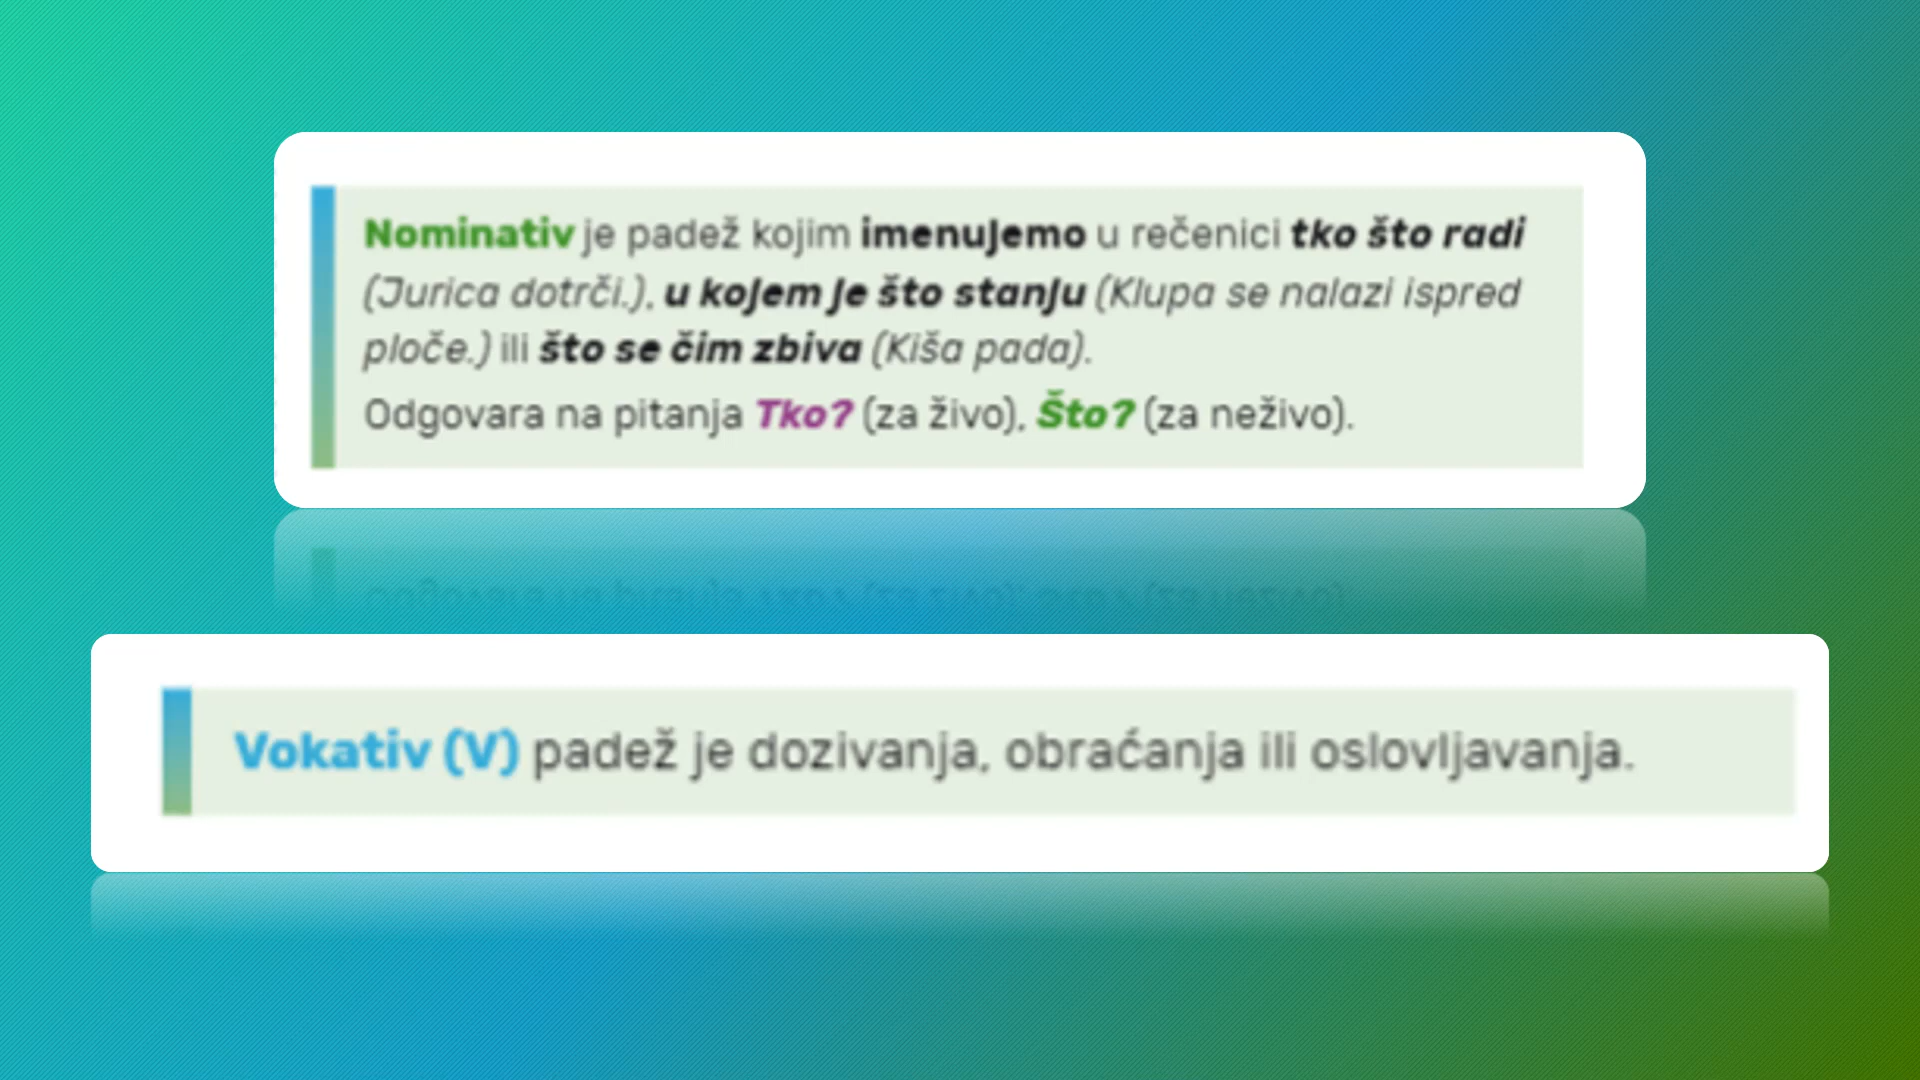 Nominativ je padež kojim imenujemo u rečenici tko što radi
(Jurica dotrči.), u kojem je što stanju (Klupa se nalazi ispred
ploče.) ili što se čim zbiva (Kiša pada).
Odgovara na pitanja Tko? (za živo), Što? (za neživo).
Vokativ (V) padež je dozivanja, obraćanja ili oslovljavanja.